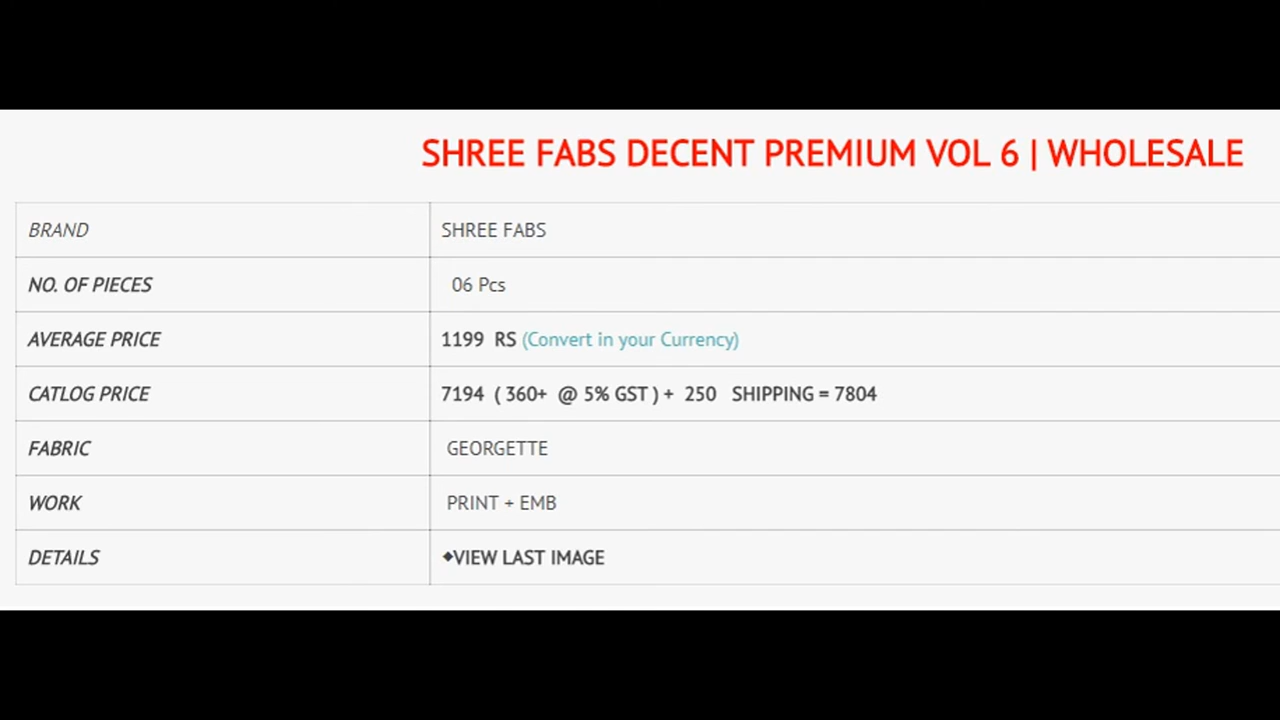 SHREE FABS DECENT PREMIUM VOL 6 | WHOLESALE
BRAND SHREE FABS
NO. OF PIECES 06 Pcs
AVERAGE PRICE 1199 RS (Convert in your Currency)
CATLOG PRICE 7194 ( 360+ @ 5% GST ) + 250 SHIPPING = 7804
FABRIC GEORGETTE
WORK PRINT + EMB
DETAILS ◆VIEW LAST IMAGE